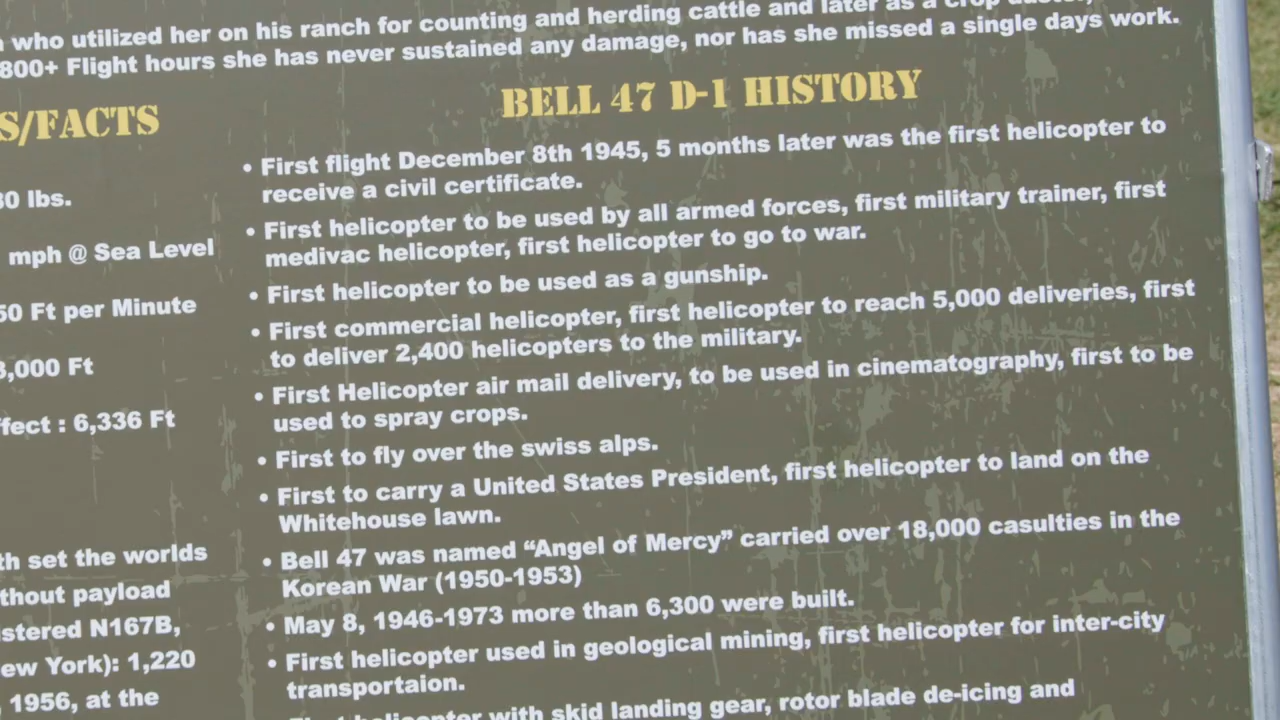 who utilized her on his ranch for counting and herding cattle and later as a crop
800+ Flight hours she has never sustained any damage, nor has she missed a single days work.
S/FACTS
lbs.
mph @ Sea Level
50 Ft per Minute
,000 Ft
: 6,336 Ft
th set the worlds
payload
N167B,
ew York): 1,220
1956, at the
BELL 47 D-1 HISTORY
• First flight December 8th 1945, 5 months later was the first helicopter to
receive a civil certificate.
• First helicopter to be used by all armed forces, first military trainer, first
medivac helicopter, first helicopter to go to war.
• First helicopter to be used as a gunship.
• First commercial helicopter, first helicopter to reach 5,000 deliveries, first
to deliver 2,400 helicopters to the military.
• First Helicopter air mail delivery, to be used in cinematography, first to be
used to spray crops.
• First to fly over the swiss alps.
• First to carry a United States President, first helicopter to land on the
Whitehouse lawn.
• Bell 47 was named “Angel of Mercy” carried over 18,000 casulties in the
Korean War (1950-1953)
• May 8, 1946-1973 more than 6,300 were built.
• First helicopter used in geological mining, first helicopter for inter-city
transportaion.
First helicopter with skid landing gear, rotor blade de-icing and